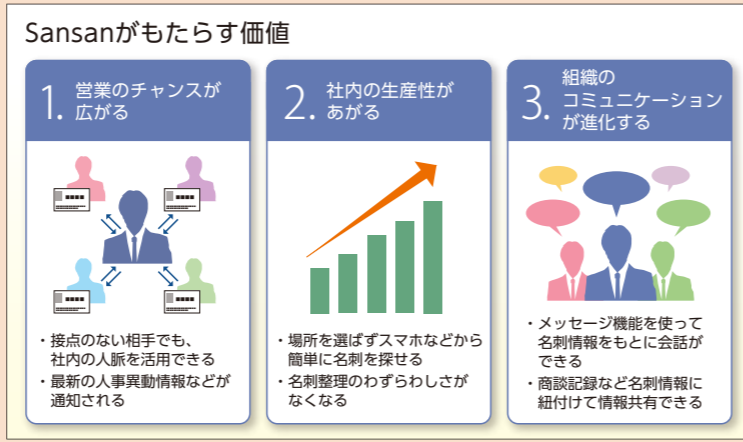 Sansanがもたらす価値
1. 営業のチャンスが
広がる
・接点のない相手でも、
社内の人脈を活用できる
・最新の人事異動情報などが
通知される
2. 社内の生産性が
あがる
・場所を選ばずスマホなどから
簡単に名刺を探せる
・名刺整理のわずらわしさが
なくなる
3. 組織の
コミュニケーション
が進化する
・メッセージ機能を使って
名刺情報をもとに会話が
できる
・商談記録など名刺情報に
紐付けて情報共有できる